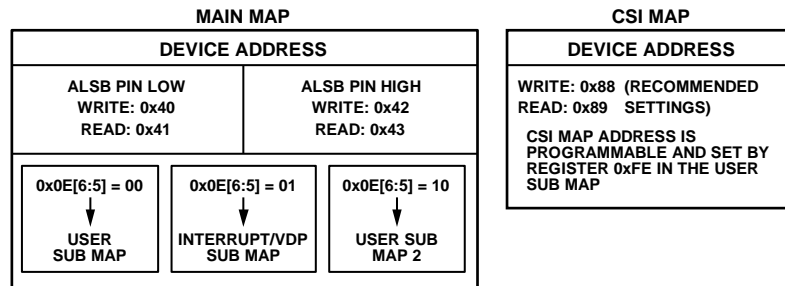 MAIN MAP
DEVICE ADDRESS
ALSB PIN LOW
WRITE: 0x40
READ: 0x41
ALSB PIN HIGH
WRITE: 0x42
READ: 0x43
0x0E[6:5] = 00
USER
SUB MAP
0x0E[6:5] = 01
INTERRUPT/VDP
SUB MAP
0x0E[6:5] = 10
USER SUB
MAP 2
CSI MAP
DEVICE ADDRESS
WRITE: 0x88 (RECOMMENDED
READ: 0x89 SETTINGS)
CSI MAP ADDRESS IS
PROGRAMMABLE AND SET BY
REGISTER 0xFE IN THE USER
SUB MAP